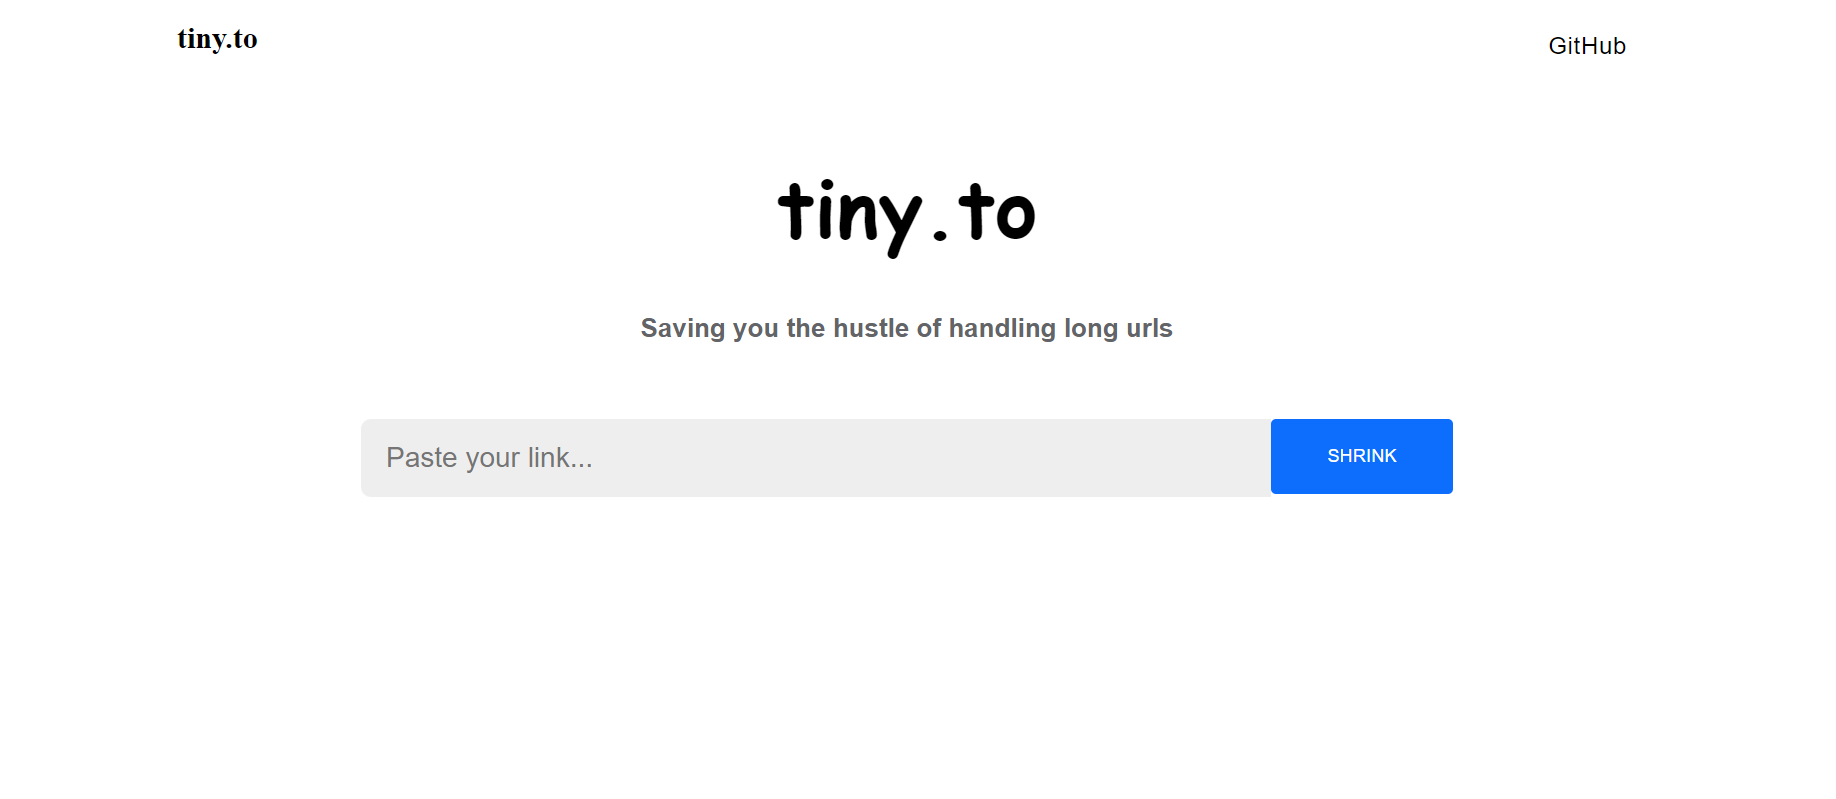 tiny.to
GitHub
tiny.to
Saving you the hustle of handling long urls
Paste your link...
SHRINK